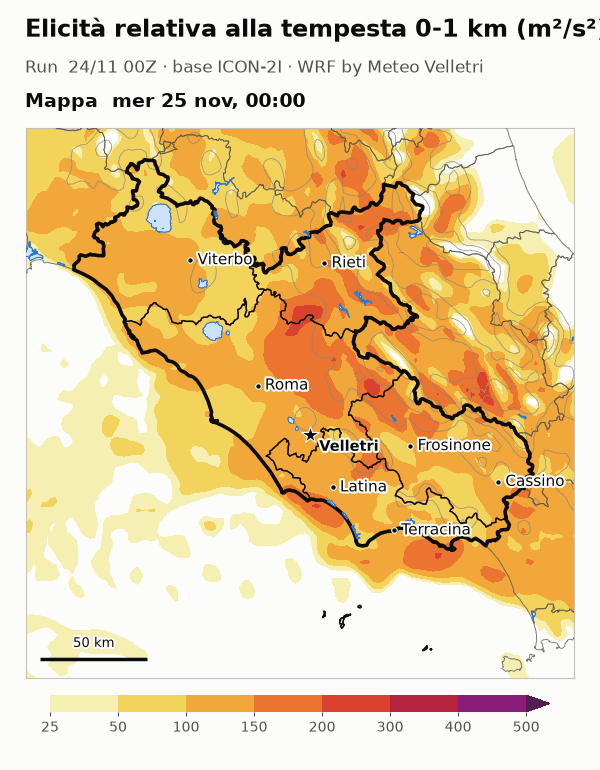 Elicità relativa alla tempesta 0-1 km (m²/s²)
Run  24/11 00Z · base ICON-2I · WRF by Meteo Velletri
Mappa  mer 25 nov, 00:00
Viterbo
Rieti
Roma
Velletri
Frosinone
Latina
Cassino
Terracina
50 km
25 50 100 150 200 300 400 500